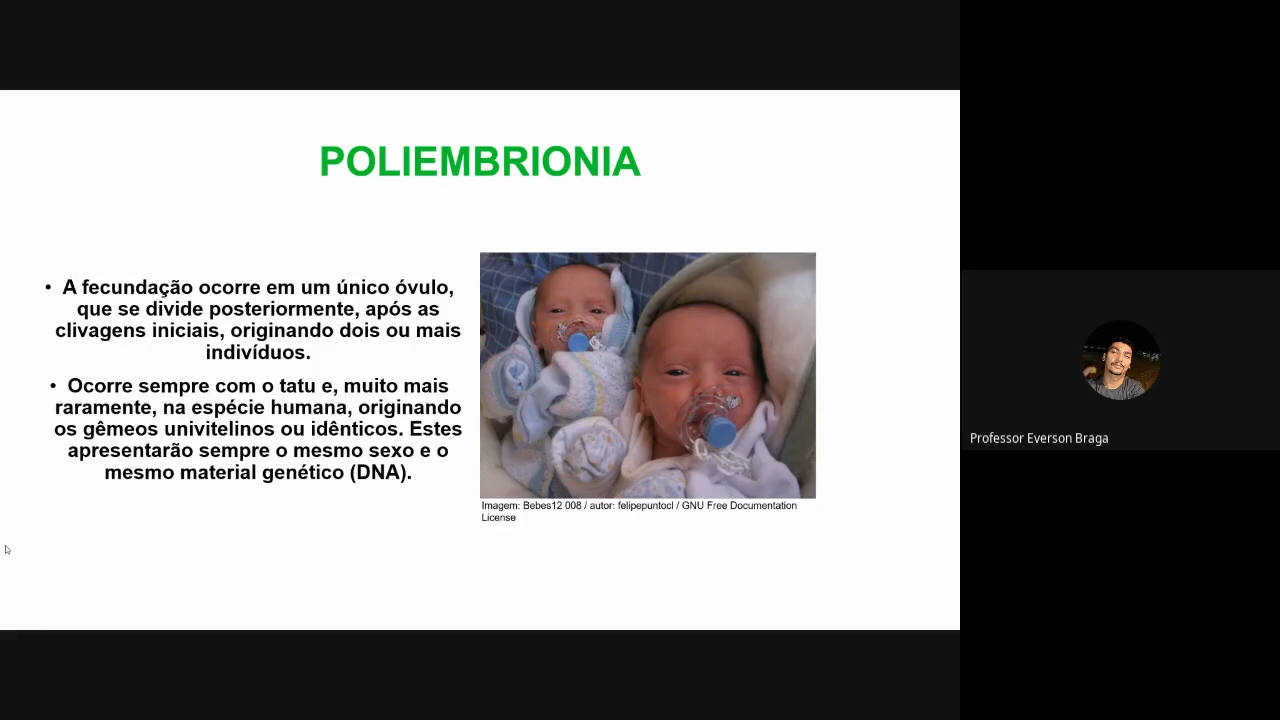 POLIEMBRIONIA
• A fecundação ocorre em um único óvulo,
que se divide posteriormente, após as
clivagens iniciais, originando dois ou mais
indivíduos.
• Ocorre sempre com o tatu e, muito mais
raramente, na espécie humana, originando
os gêmeos univitelinos ou idênticos. Estes
apresentarão sempre o mesmo sexo e o
mesmo material genético (DNA).
Imagem: Bebes12 008 / autor: felipepuntocl / GNU Free Documentation
License
Professor Everson Braga